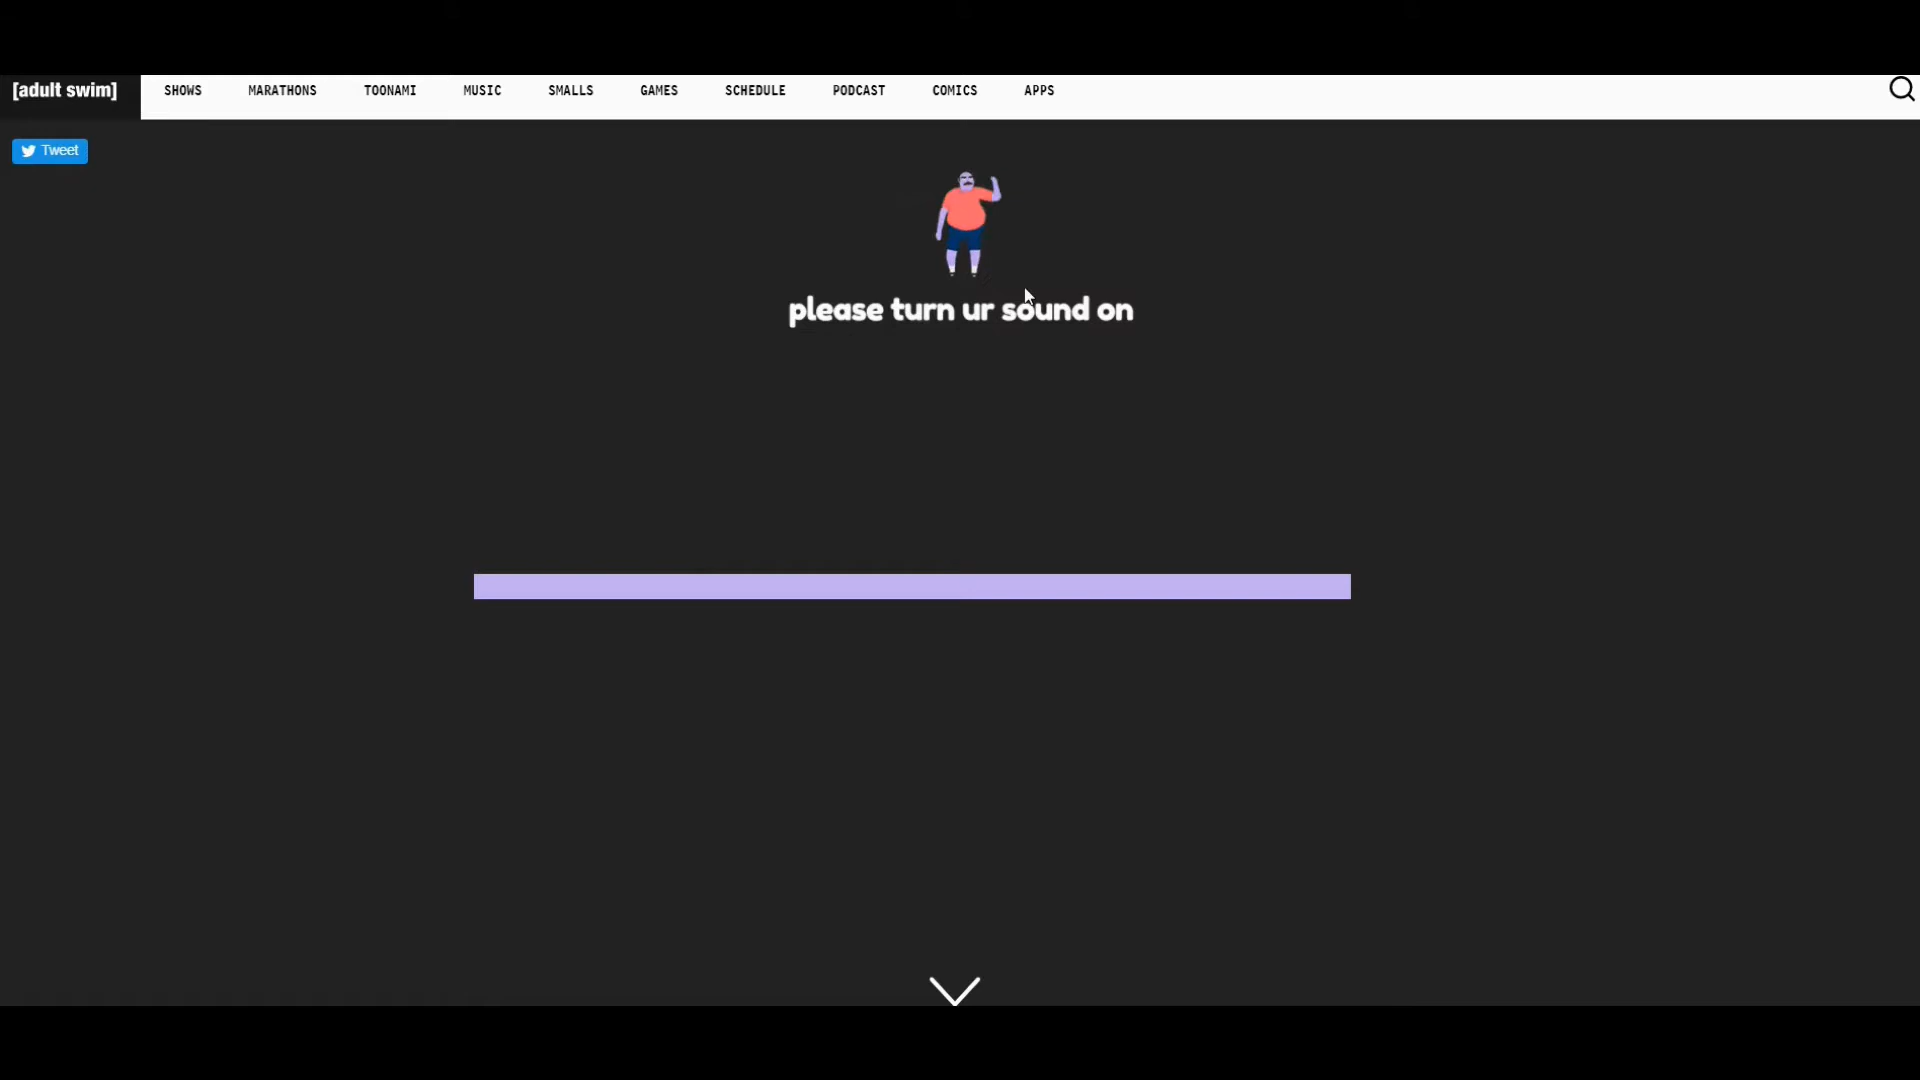 [adult swim]
SHOWS MARATHONS TOONAMI MUSIC SMALLS GAMES SCHEDULE PODCAST COMICS APPS
Tweet
please turn ur sound on